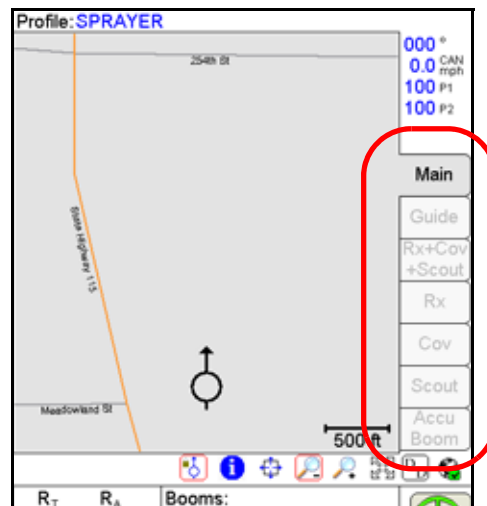 Profile: SPRAYER
000 °
0.0 CAN mph
100 P1
100 P2
254th St
State Highway 115
Meadowland St
500 ft
Main
Guide
Rx+Cov
+Scout
Rx
Cov
Scout
Accu
Boom
RT RA Booms: